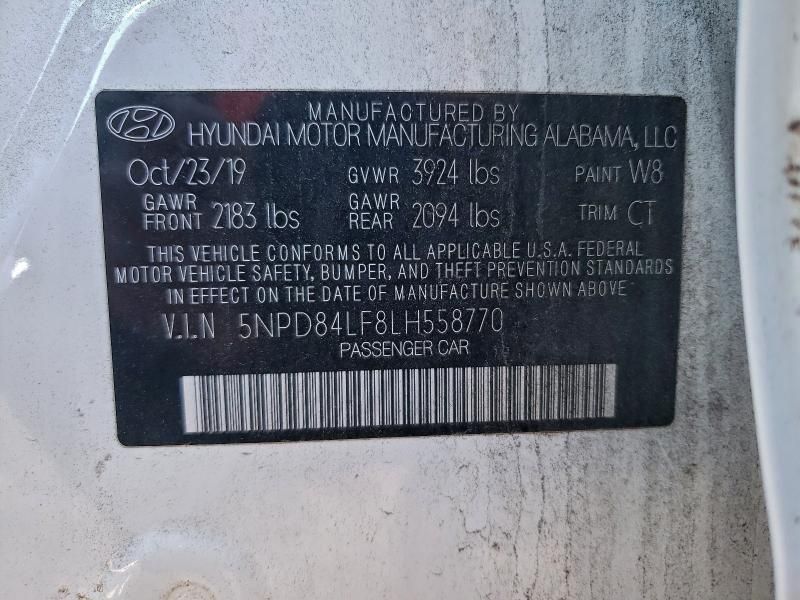 MANUFACTURED BY
HYUNDAI MOTOR MANUFACTURING ALABAMA, LLC
Oct/23/19 GVWR 3924 lbs PAINT W8
GAWR FRONT 2183 lbs GAWR REAR 2094 lbs TRIM CT
THIS VEHICLE CONFORMS TO ALL APPLICABLE U.S.A. FEDERAL
MOTOR VEHICLE SAFETY, BUMPER, AND THEFT PREVENTION STANDARDS
IN EFFECT ON THE DATE OF MANUFACTURE SHOWN ABOVE
V.I.N 5NPD84LF8LH558770
PASSENGER CAR